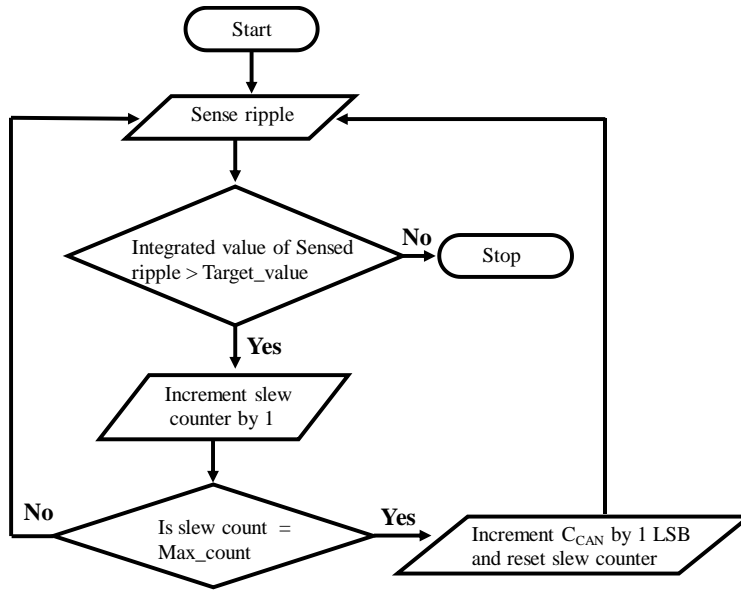 Start
Sense ripple
Integrated value of Sensed
ripple > Target_value
No
Stop
Yes
Increment slew
counter by 1
No
Is slew count =
Max_count
Yes
Increment C_CAN by 1 LSB
and reset slew counter